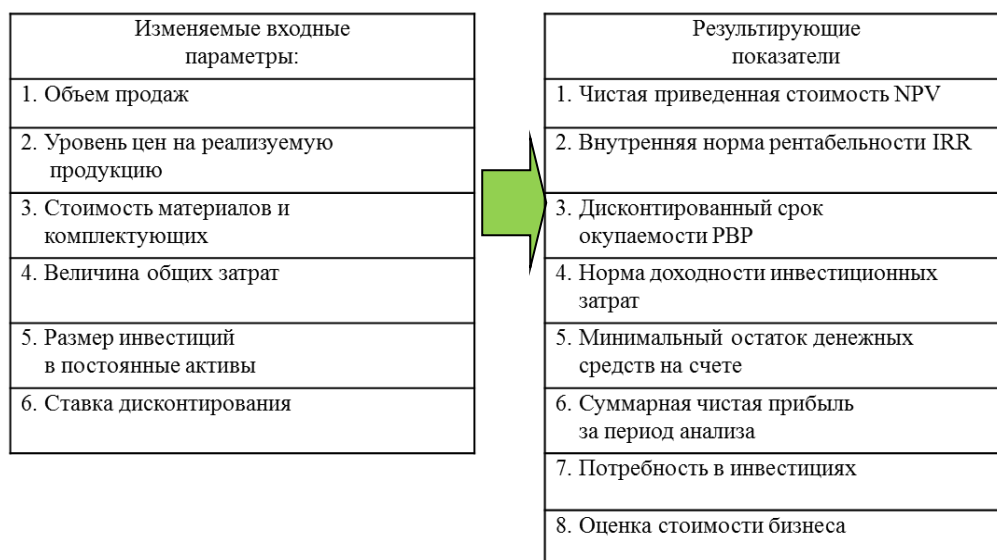 Изменяемые входные
параметры:
1. Объем продаж
2. Уровень цен на реализуемую
продукцию
3. Стоимость материалов и
комплектующих
4. Величина общих затрат
5. Размер инвестиций
в постоянные активы
6. Ставка дисконтирования
Результирующие
показатели
1. Чистая приведенная стоимость NPV
2. Внутренняя норма рентабельности IRR
3. Дисконтированный срок
окупаемости PBP
4. Норма доходности инвестиционных
затрат
5. Минимальный остаток денежных
средств на счете
6. Суммарная чистая прибыль
за период анализа
7. Потребность в инвестициях
8. Оценка стоимости бизнеса